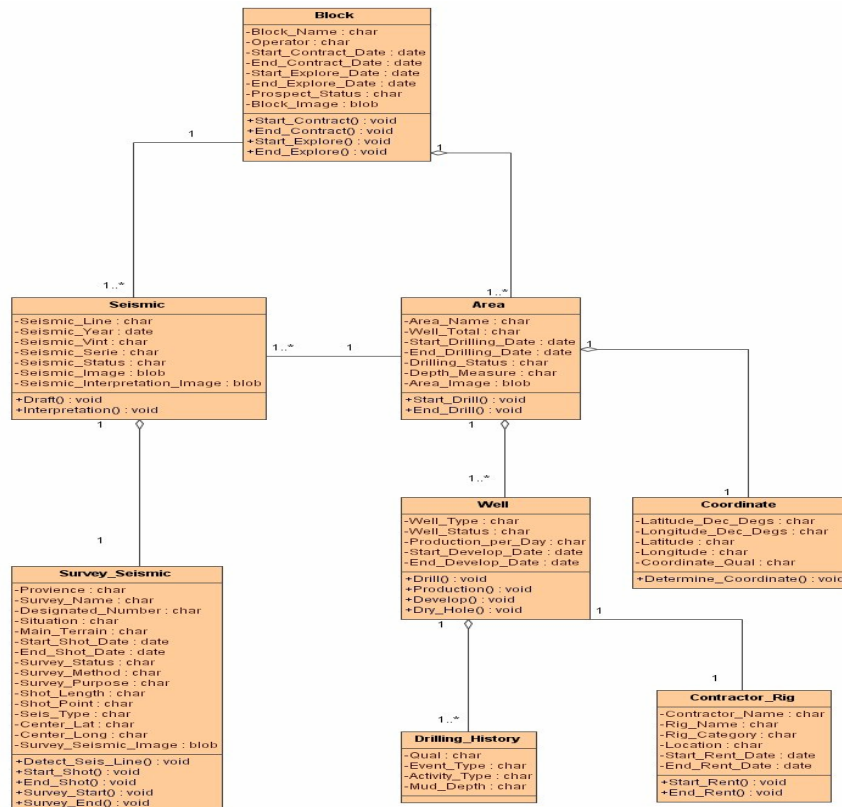 Block
-Block_Name : char
-Operator : char
-Start_Contract_Date : date
-End_Contract_Date : date
-Start_Explore_Date : date
-End_Explore_Date : date
-Prospect_Status : char
-Block_Image : blob
+Start_Contract() : void
+End_Contract() : void
+Start_Explore() : void
+End_Explore() : void
1
1
1..*
1..*
Seismic
-Seismic_Line : char
-Seismic_Year : date
-Seismic_Vint : char
-Seismic_Serie : char
-Seismic_Status : char
-Seismic_Image : blob
-Seismic_Interpretation_Image : blob
+Draft() : void
+Interpretation() : void
1..*
1
Area
-Area_Name : char
-Well_Total : char
-Start_Drilling_Date : date
-End_Drilling_Date : date
-Drilling_Status : char
-Depth_Measure : char
-Area_Image : blob
+Start_Drill() : void
+End_Drill() : void
1
1
1
1..*
1
1
Well
-Well_Type : char
-Well_Status : char
-Production_per_Day : char
-Start_Develop_Date : date
-End_Develop_Date : date
+Drill() : void
+Production() : void
+Develop() : void
+Dry_Hole() : void
Coordinate
-Latitude_Dec_Degs : char
-Longitude_Dec_Degs : char
-Latitude : char
-Longitude : char
-Coordinate_Qual : char
+Determine_Coordinate() : void
Survey_Seismic
-Provience : char
-Survey_Name : char
-Designated_Number : char
-Situation : char
-Main_Terrain : char
-Start_Shot_Date : date
-End_Shot_Date : date
-Survey_Status : char
-Survey_Method : char
-Survey_Purpose : char
-Shot_Length : char
-Shot_Point : char
-Seis_Type : char
-Center_Lat : char
-Center_Long : char
-Survey_Seismic_Image : blob
+Detect_Seis_Line() : void
+Start_Shot() : void
+End_Shot() : void
+Survey_Start() : void
+Survey_End() : void
1
1
1..*
1
Drilling_History
-Qual : char
-Event_Type : char
-Activity_Type : char
-Mud_Depth : char
Contractor_Rig
-Contractor_Name : char
-Rig_Name : char
-Rig_Category : char
-Location : char
-Start_Rent_Date : date
-End_Rent_Date : date
+Start_Rent() : void
+End_Rent() : void